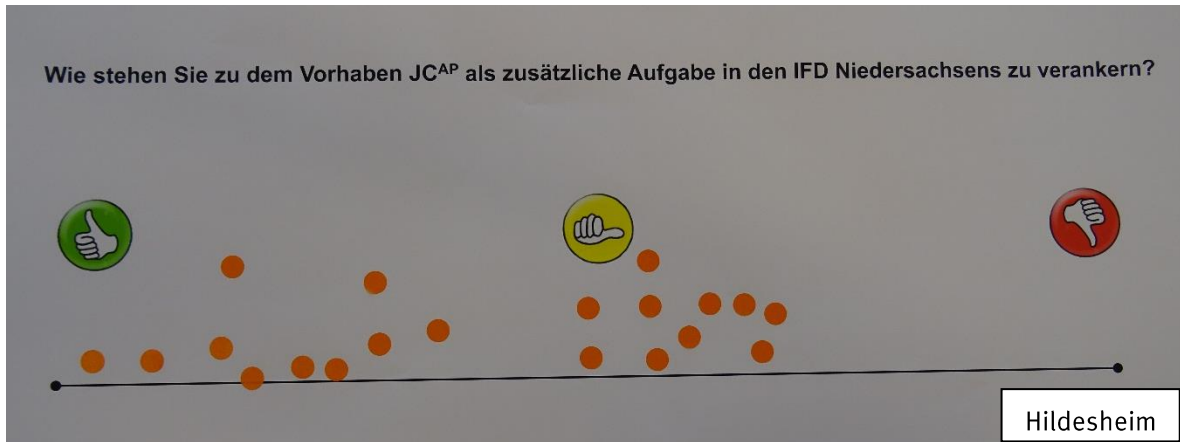 Wie stehen Sie zu dem Vorhaben JCᴬᴾ als zusätzliche Aufgabe in den IFD Niedersachsens zu verankern?
Hildesheim